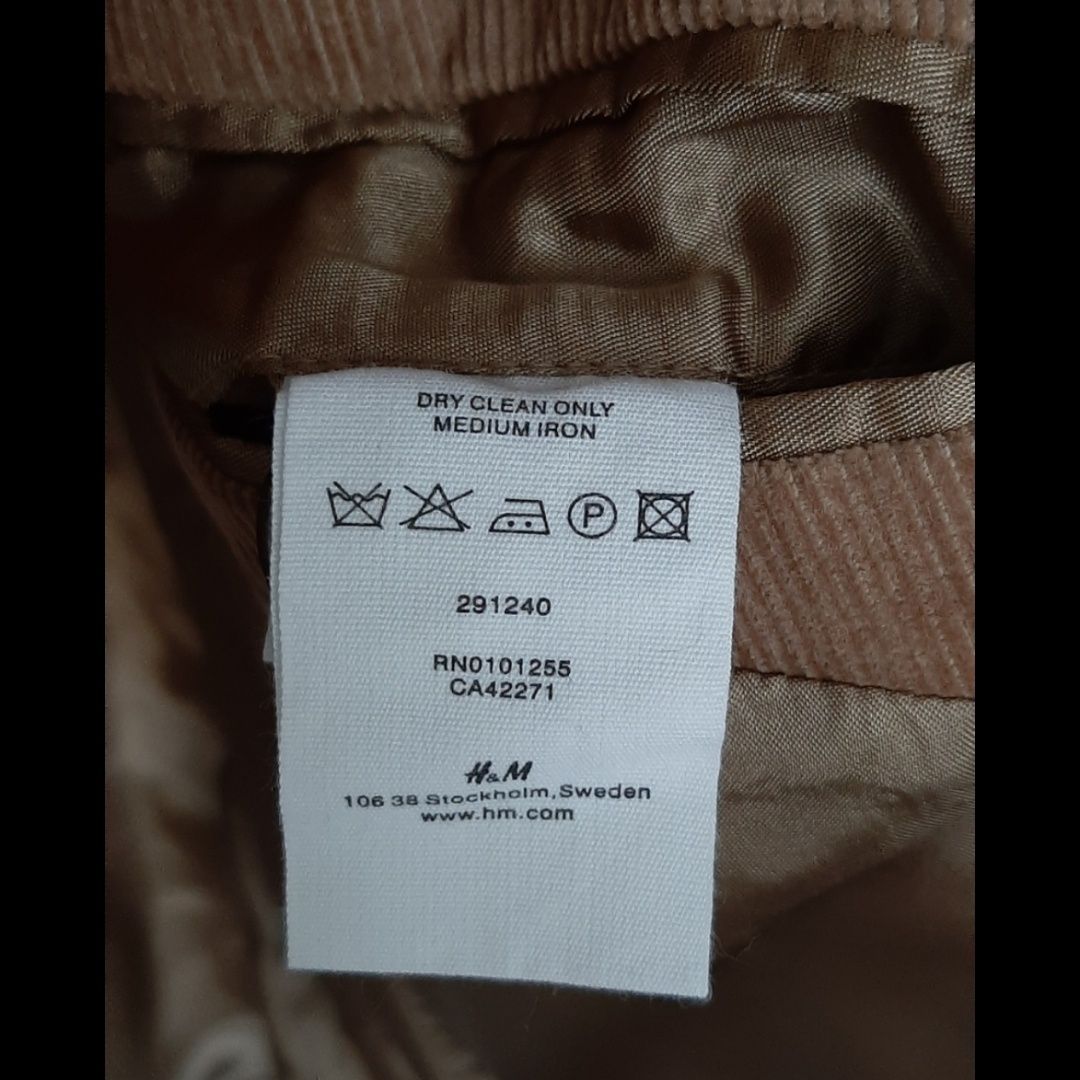 DRY CLEAN ONLY
MEDIUM IRON
P
291240
RN0101255
CA42271
H&M
106 38 Stockholm,Sweden
www.hm.com